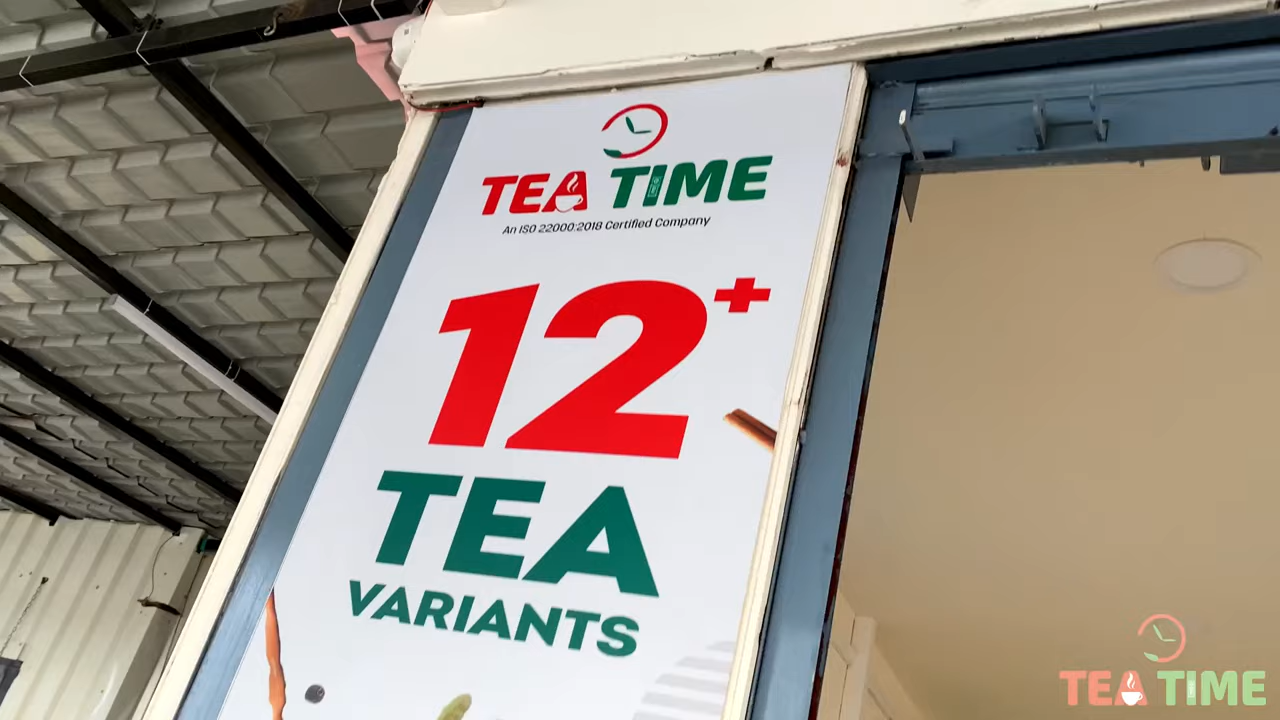 TEA TIME
An ISO 22000:2018 Certified Company
12+
TEA
VARIANTS
TEA TIME